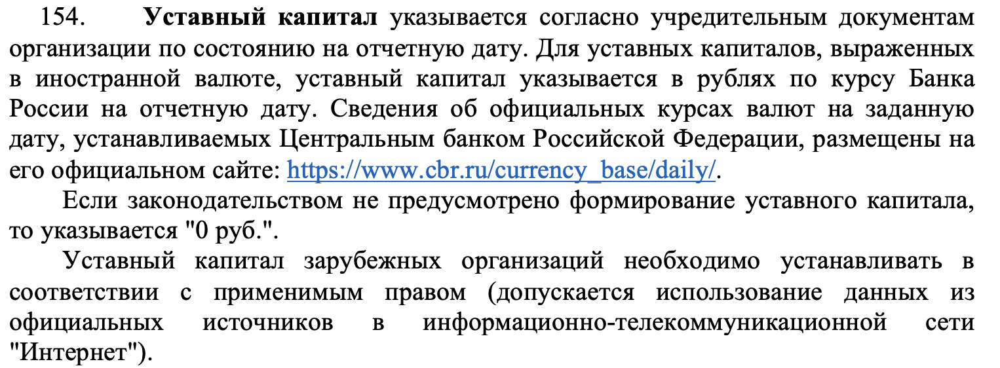 154. Уставный капитал указывается согласно учредительным документам
организации по состоянию на отчетную дату. Для уставных капиталов, выраженных
в иностранной валюте, уставный капитал указывается в рублях по курсу Банка
России на отчетную дату. Сведения об официальных курсах валют на заданную
дату, устанавливаемых Центральным банком Российской Федерации, размещены на
его официальном сайте: https://www.cbr.ru/currency_base/daily/.
Если законодательством не предусмотрено формирование уставного капитала,
то указывается "0 руб.".
Уставный капитал зарубежных организаций необходимо устанавливать в
соответствии с применимым правом (допускается использование данных из
официальных источников в информационно-телекоммуникационной сети
"Интернет").